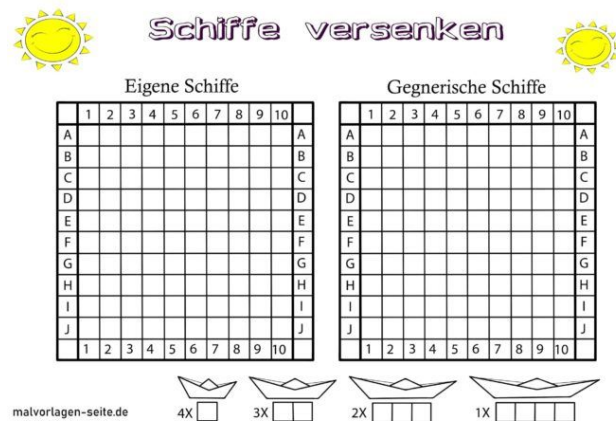 Schiffe versenken
Eigene Schiffe
1 2 3 4 5 6 7 8 9 10
A A
B B
C C
D D
E E
F F
G G
H H
I I
J J
1 2 3 4 5 6 7 8 9 10
Gegnerische Schiffe
1 2 3 4 5 6 7 8 9 10
A A
B B
C C
D D
E E
F F
G G
H H
I I
J J
1 2 3 4 5 6 7 8 9 10
malvorlagen-seite.de
4X
3X
2X
1X